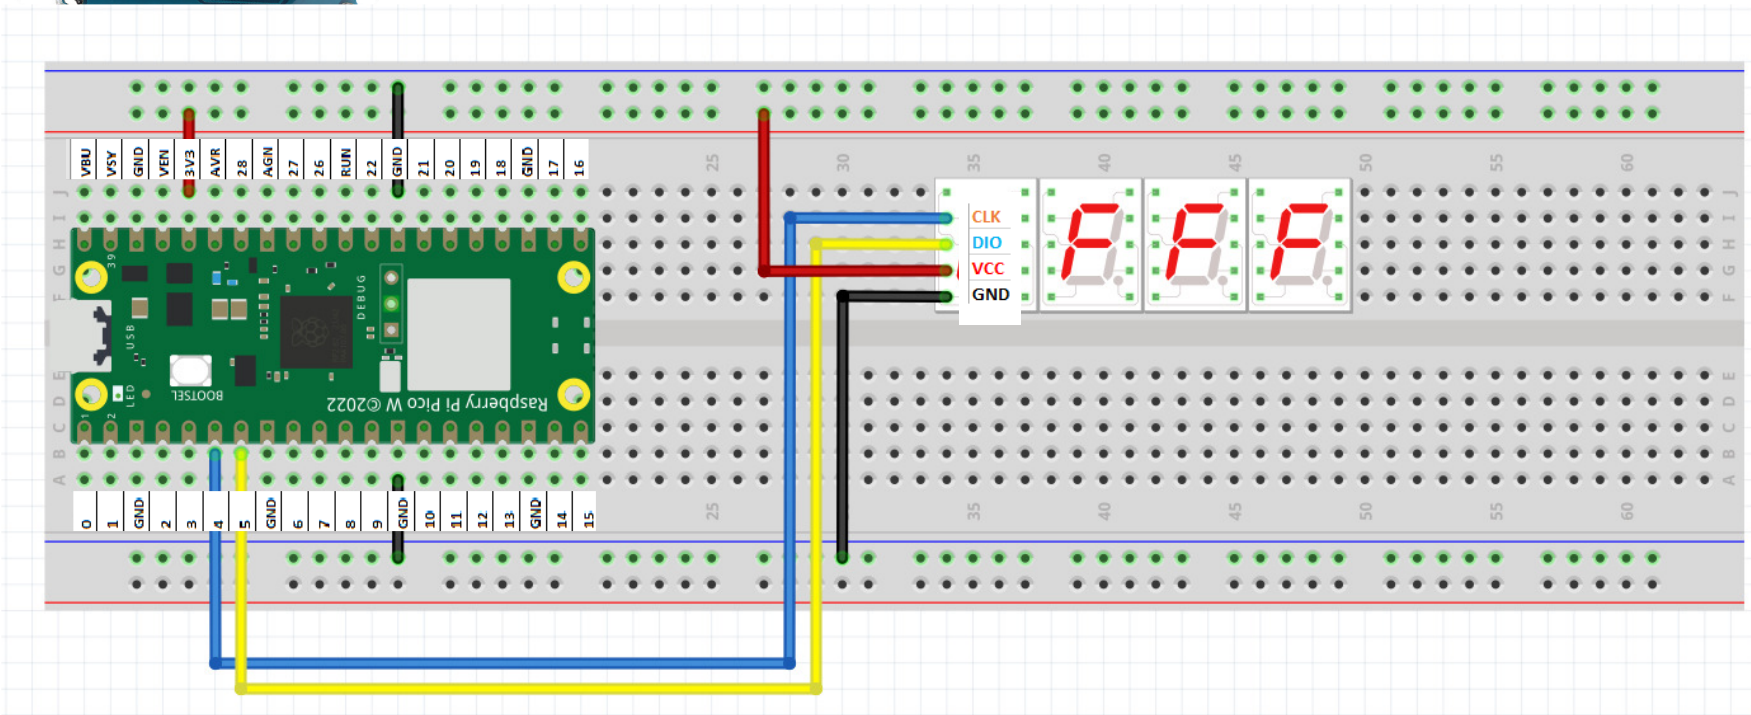 VBU VSY GND VEN 3V3 AVR 28 AGN 27 26 RUN 22 GND 21 20 19 18 GND 17 16
25 30 35 40 45 50 55 60
J J
I I
H H
G G
F F
CLK
DIO
VCC
GND
39
DEBUG
USB
BOOTSEL
LED
1
2
Raspberry Pi Pico W ©2022
E E
D D
C C
B B
A A
0 1 GND 2 3 4 5 GND 6 7 8 9 GND 10 11 12 13 GND 14 15
25 35 40 45 50 55 60